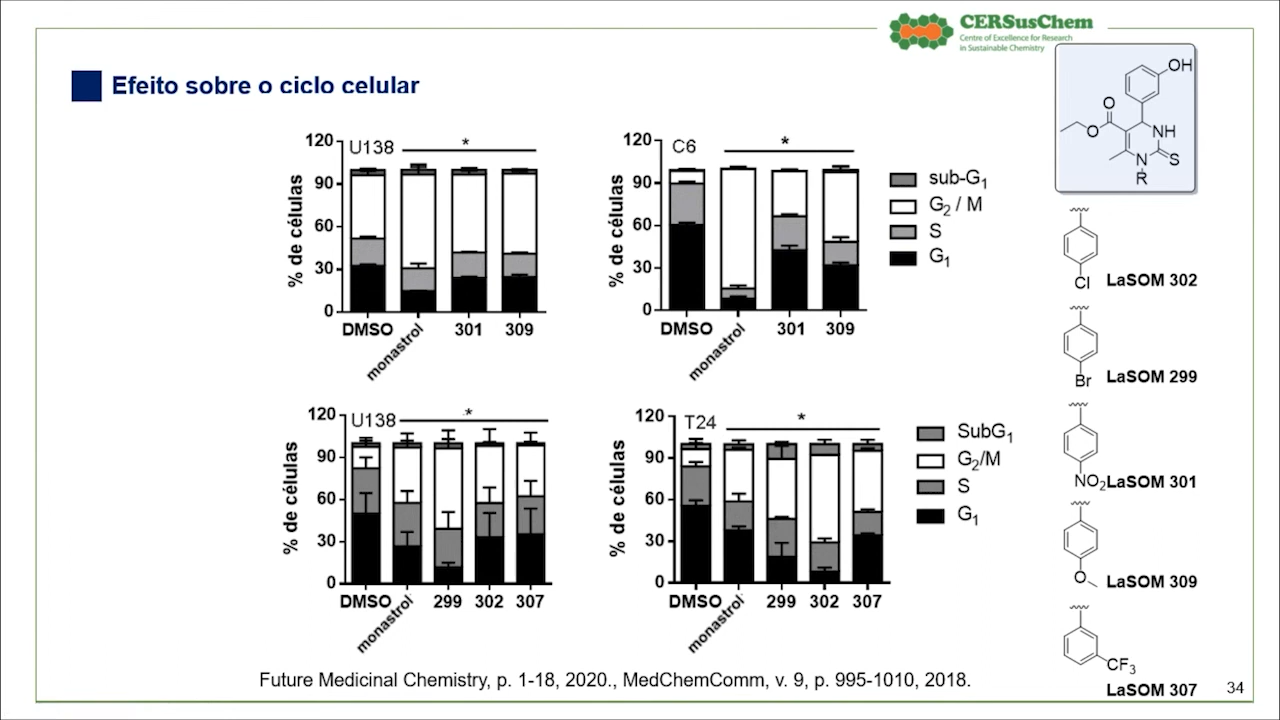 CERSusChem
Centre of Excellence for Research
in Sustainable Chemistry
Efeito sobre o ciclo celular
OH
O
O
NH
N
S
R
% de células
120
90
60
30
0
U138
*
DMSO
monastrol
301
309
% de células
120
90
60
30
0
C6
*
DMSO
monastrol
301
309
sub-G1
G2 / M
S
G1
Cl
LaSOM 302
Br
LaSOM 299
NO2
LaSOM 301
O
LaSOM 309
CF3
LaSOM 307
% de células
120
90
60
30
0
U138
*
DMSO
monastrol
299
302
307
% de células
120
90
60
30
0
T24
*
DMSO
monastrol
299
302
307
SubG1
G2/M
S
G1
Future Medicinal Chemistry, p. 1-18, 2020., MedChemComm, v. 9, p. 995-1010, 2018.
34